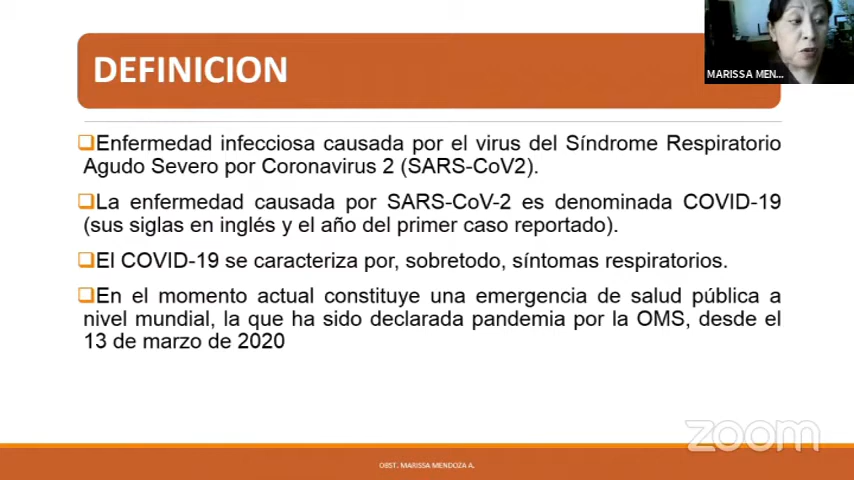 MARISSA MEN...
DEFINICION
❑Enfermedad infecciosa causada por el virus del Síndrome Respiratorio
Agudo Severo por Coronavirus 2 (SARS-CoV2).
❑La enfermedad causada por SARS-CoV-2 es denominada COVID-19
(sus siglas en inglés y el año del primer caso reportado).
❑El COVID-19 se caracteriza por, sobretodo, síntomas respiratorios.
❑En el momento actual constituye una emergencia de salud pública a
nivel mundial, la que ha sido declarada pandemia por la OMS, desde el
13 de marzo de 2020
zoom
OBST. MARISSA MENDOZA A.